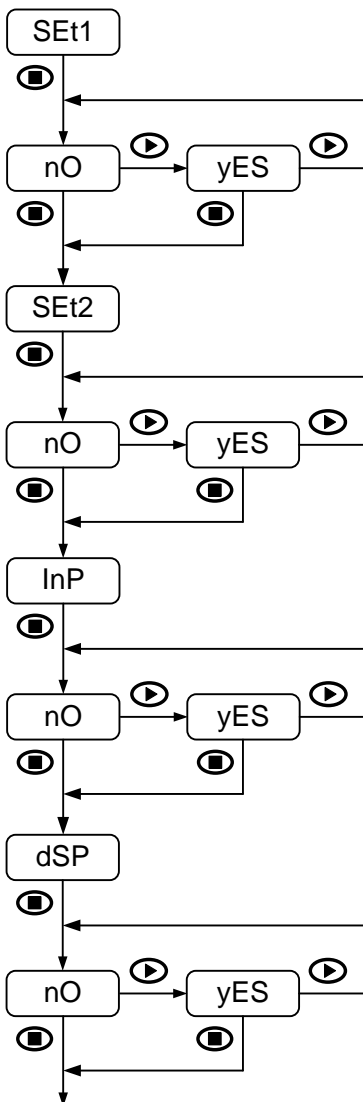 SEt1
nO yES
SEt2
nO yES
InP
nO yES
dSP
nO yES